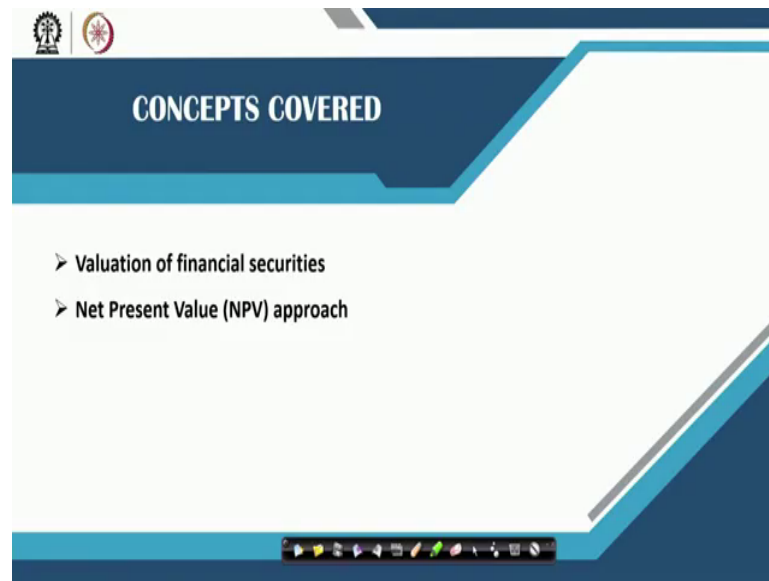 CONCEPTS COVERED
➢ Valuation of financial securities
➢ Net Present Value (NPV) approach